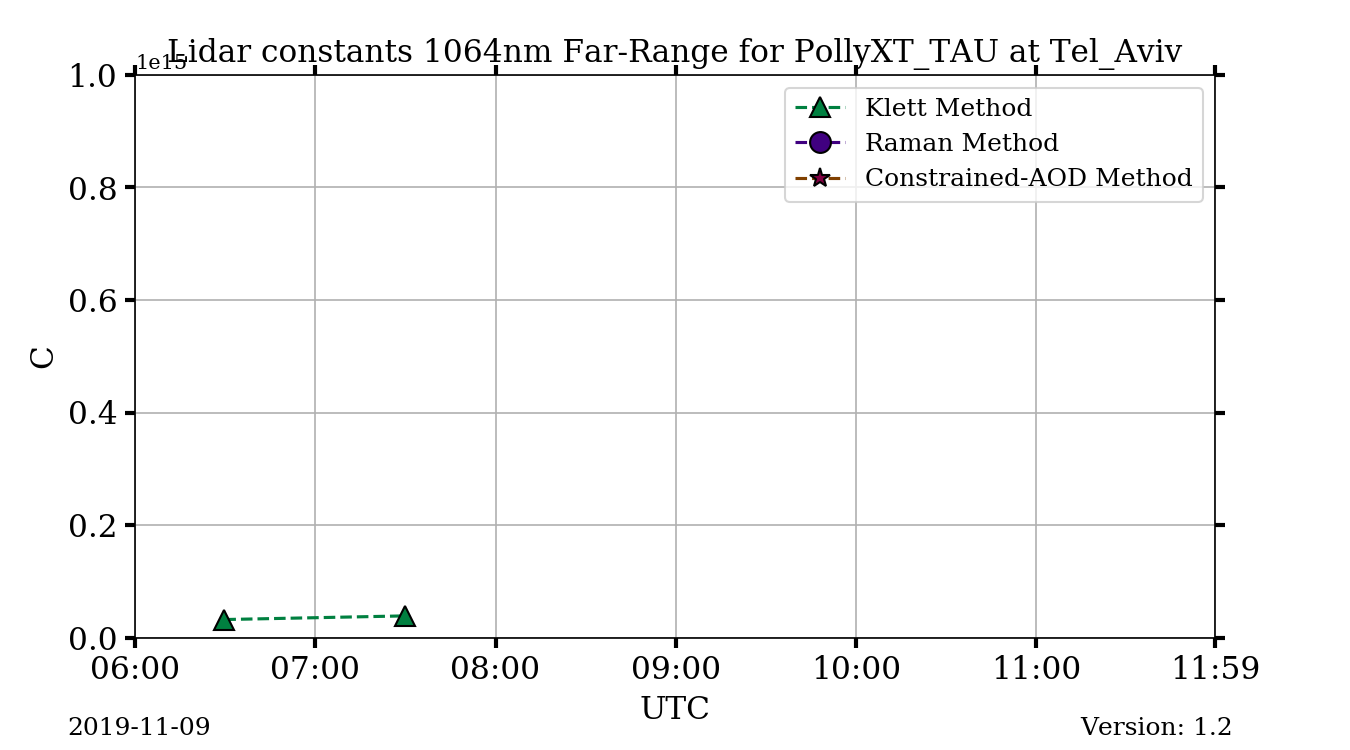 Lidar constants 1064nm Far-Range for PollyXT_TAU at Tel_Aviv
1e15
1.0
0.8
0.6
0.4
0.2
0.0
C
Klett Method
Raman Method
Constrained-AOD Method
06:00 07:00 08:00 09:00 10:00 11:00 11:59
UTC
2019-11-09 Version: 1.2